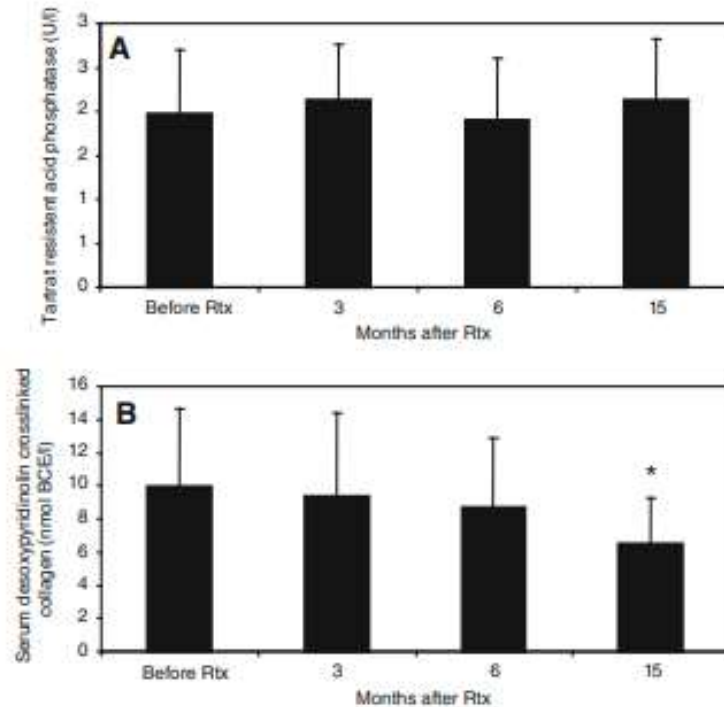 A
Tartrat resistent acid phosphatase (U/l)
3
3
2
2
1
1
0
Before Rtx 3 6 15
Months after Rtx
B
Serum desoxypyridinolin crosslinked
collagen (nmol BCE/l)
16
14
12
10
8
6
4
2
0
*
Before Rtx 3 6 15
Months after Rtx